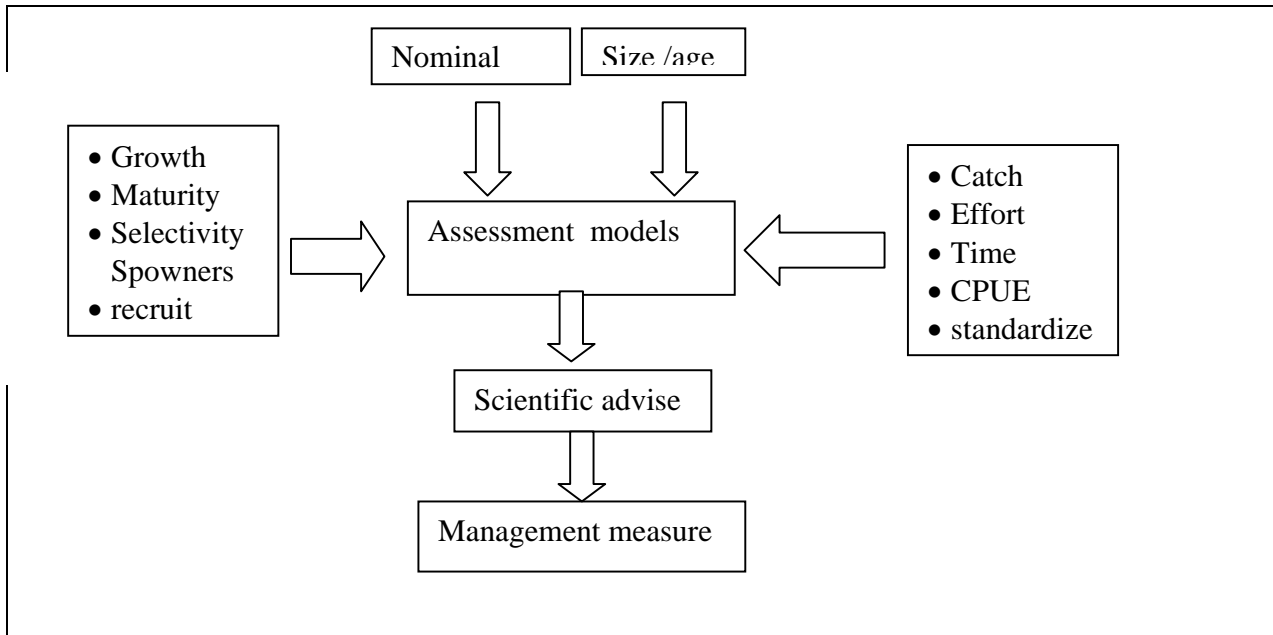 Nominal
Size /age
• Growth
• Maturity
• Selectivity
Spowners
• recruit
Assessment models
• Catch
• Effort
• Time
• CPUE
• standardize
Scientific advise
Management measure